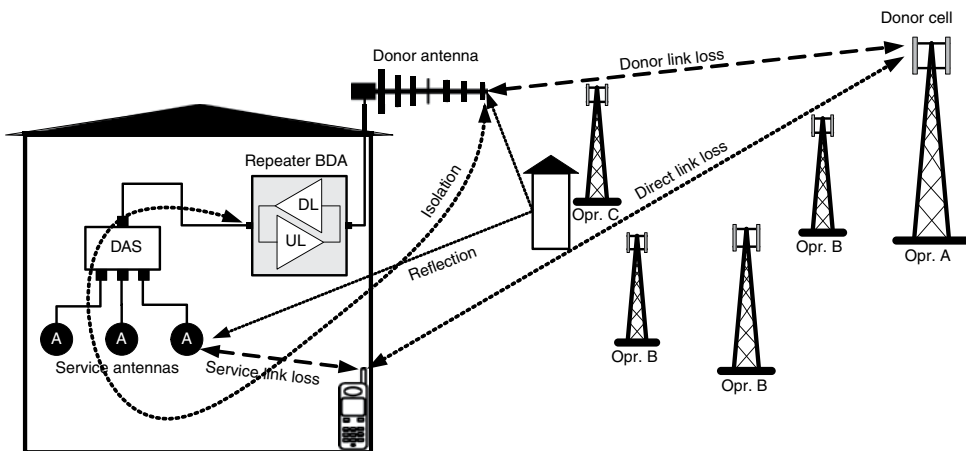 Donor cell
Donor antenna
Donor link loss
Repeater BDA
Isolation
Direct link loss
DL
UL
DAS
Opr. C
Opr. B
Opr. A
Reflection
A
A
A
Service antennas
Service link loss
Opr. B
Opr. B